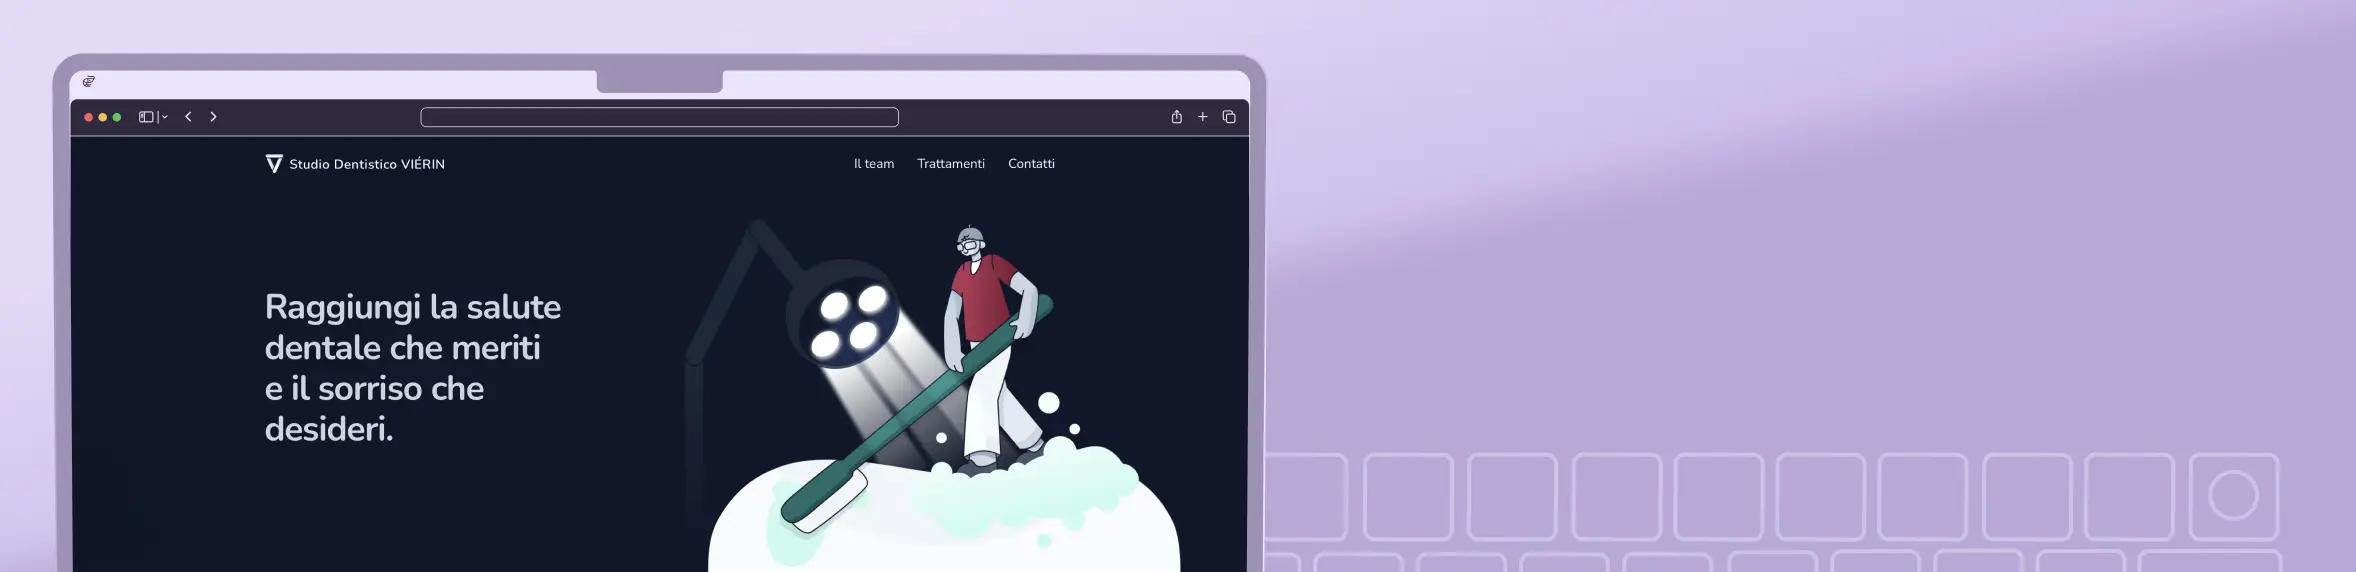 Studio Dentistico VIÉRIN
Il team
Trattamenti
Contatti
Raggiungi la salute
dentale che meriti
e il sorriso che
desideri.